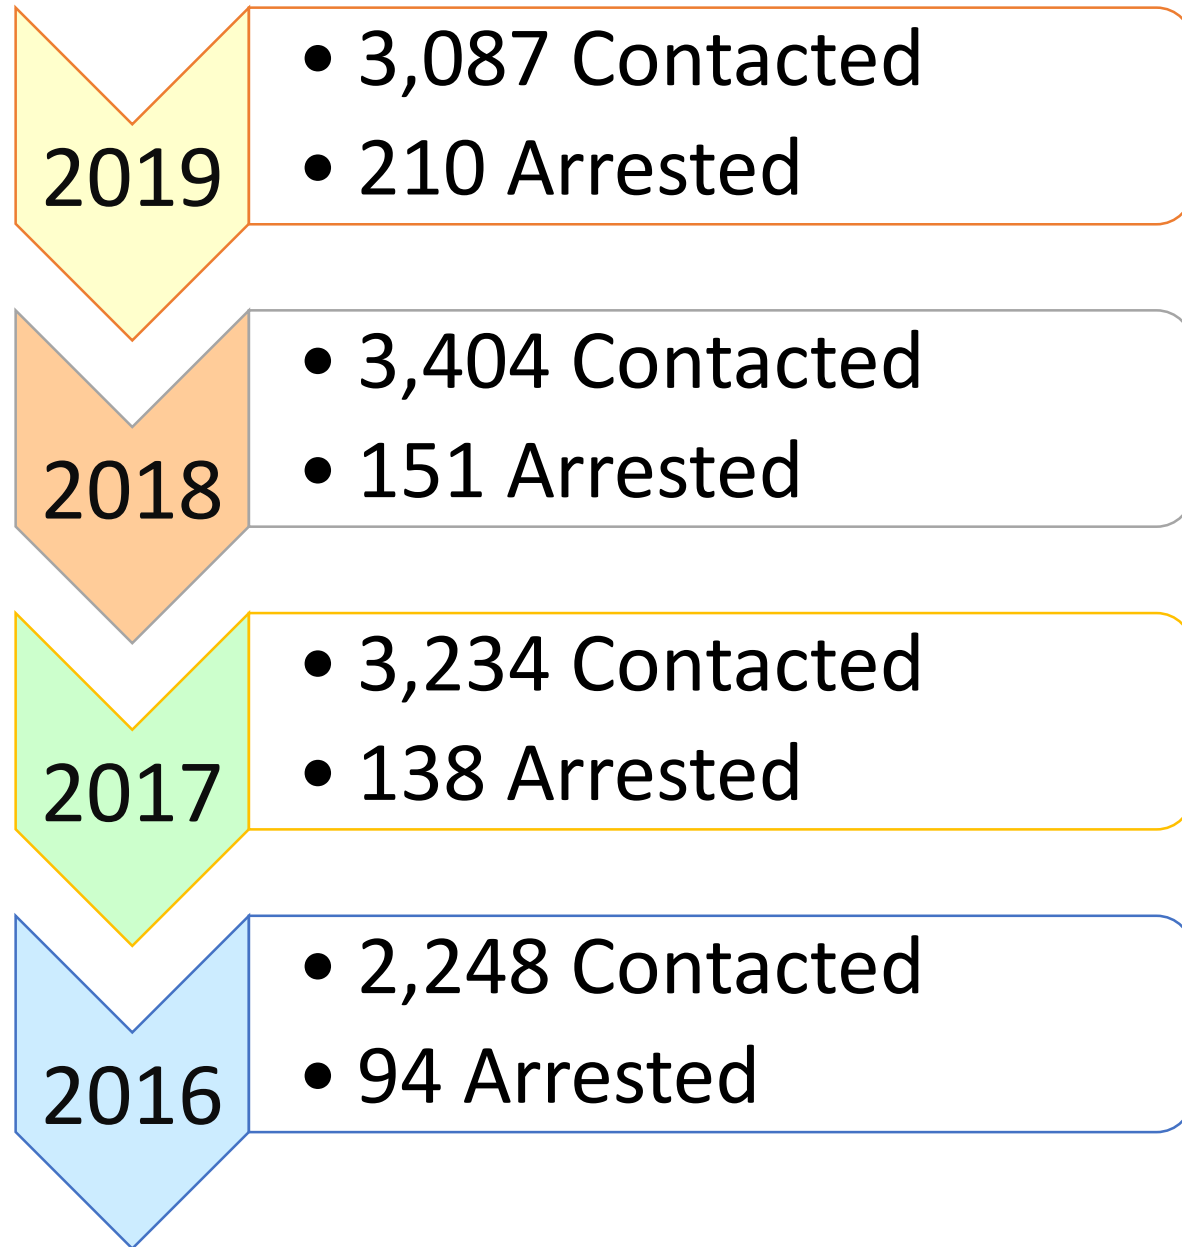 2019
• 3,087 Contacted
• 210 Arrested
2018
• 3,404 Contacted
• 151 Arrested
2017
• 3,234 Contacted
• 138 Arrested
2016
• 2,248 Contacted
• 94 Arrested